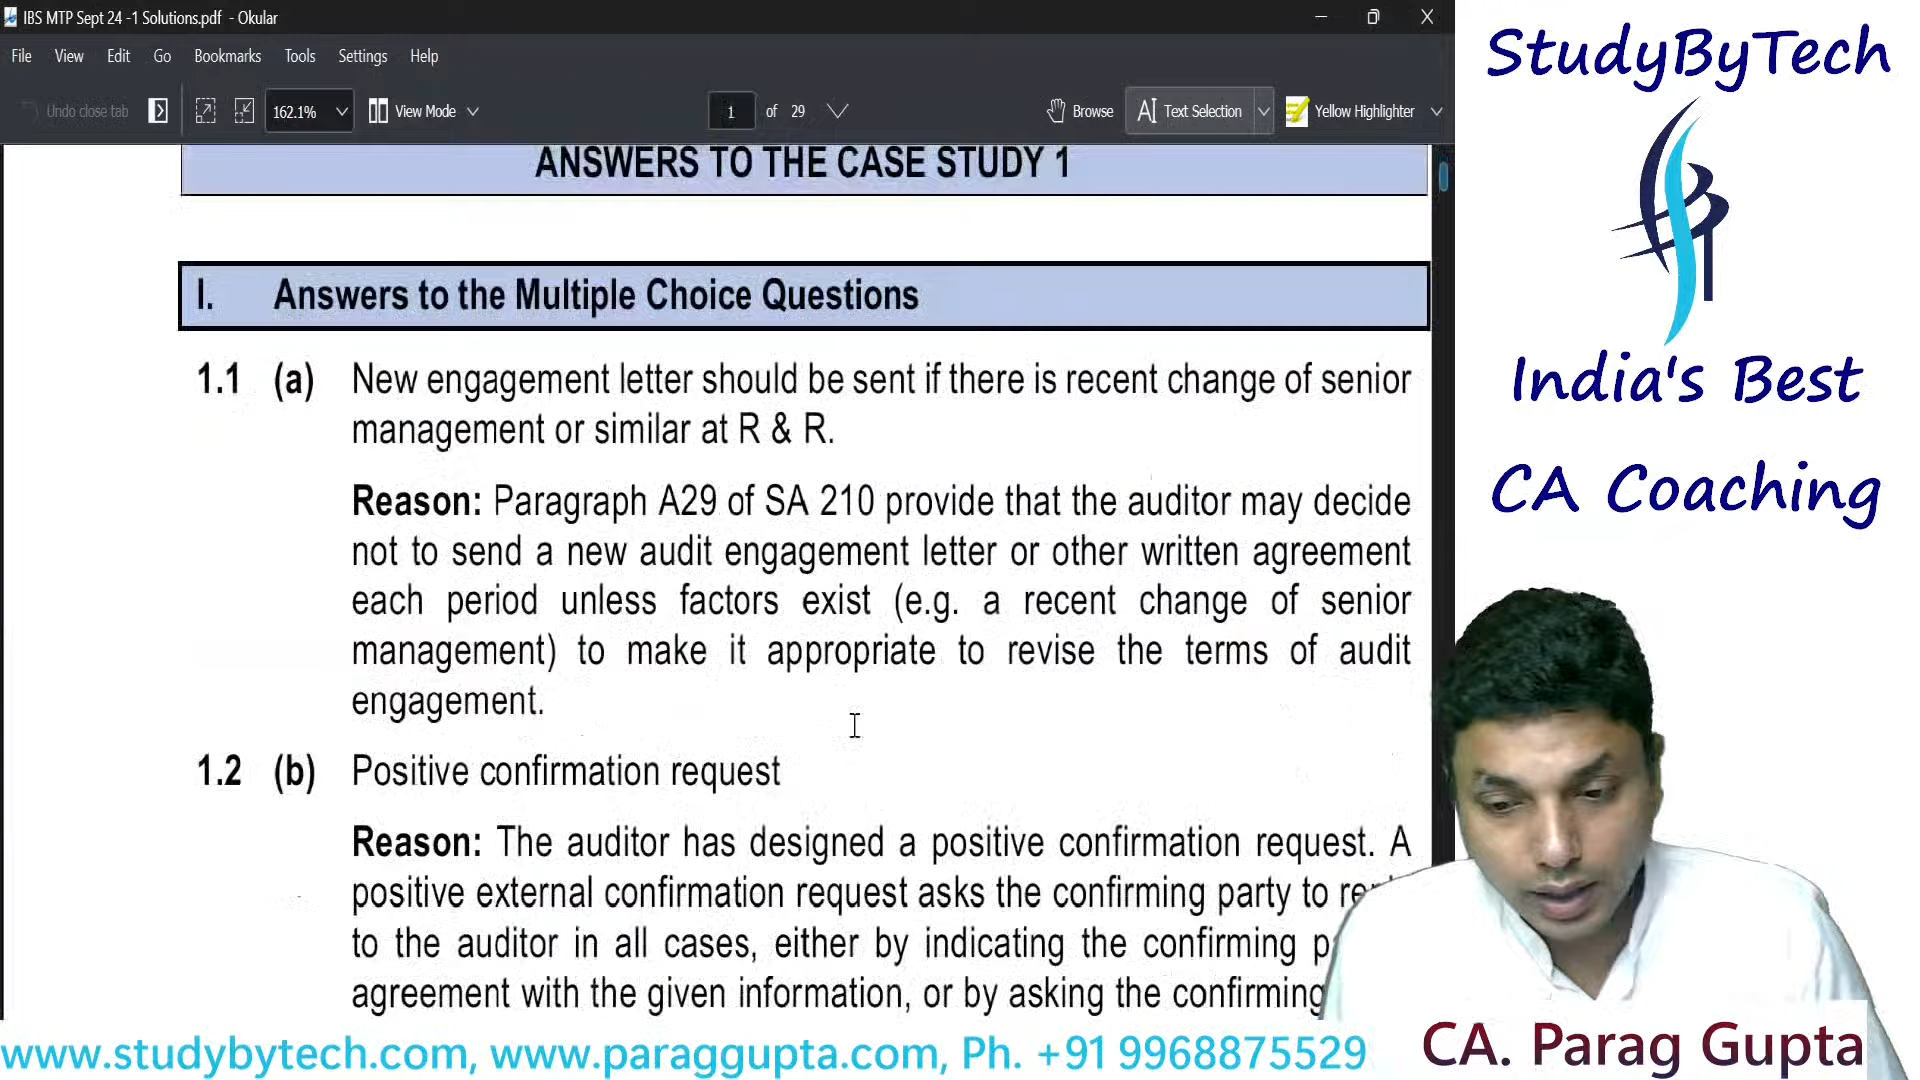 IBS MTP Sept 24 -1 Solutions.pdf - Okular
File View Edit Go Bookmarks Tools Settings Help
Undo close tab 162.1% View Mode 1 of 29 Browse Text Selection Yellow Highlighter
ANSWERS TO THE CASE STUDY 1
I. Answers to the Multiple Choice Questions
1.1 (a) New engagement letter should be sent if there is recent change of senior
management or similar at R & R.
Reason: Paragraph A29 of SA 210 provide that the auditor may decide
not to send a new audit engagement letter or other written agreement
each period unless factors exist (e.g. a recent change of senior
management) to make it appropriate to revise the terms of audit
engagement.
1.2 (b) Positive confirmation request
Reason: The auditor has designed a positive confirmation request. A
positive external confirmation request asks the confirming party to
to the auditor in all cases, either by indicating the confirming
agreement with the given information, or by asking the confirming
StudyByTech
India's Best
CA Coaching
www.studybytech.com, www.paraggupta.com, Ph. +91 9968875529
CA. Parag Gupta